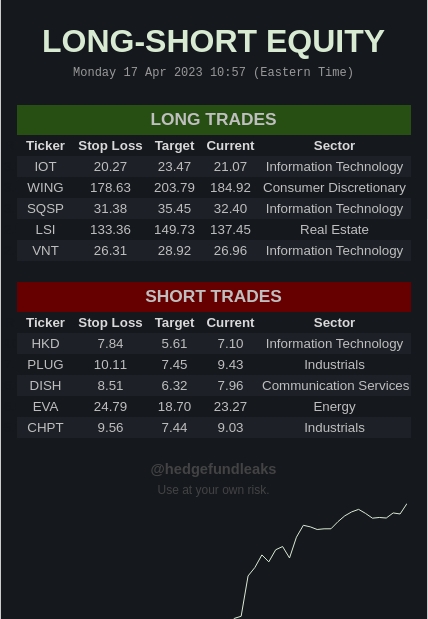 LONG-SHORT EQUITY
Monday 17 Apr 2023 10:57 (Eastern Time)
LONG TRADES
Ticker Stop Loss Target Current Sector
IOT 20.27 23.47 21.07 Information Technology
WING 178.63 203.79 184.92 Consumer Discretionary
SQSP 31.38 35.45 32.40 Information Technology
LSI 133.36 149.73 137.45 Real Estate
VNT 26.31 28.92 26.96 Information Technology
SHORT TRADES
Ticker Stop Loss Target Current Sector
HKD 7.84 5.61 7.10 Information Technology
PLUG 10.11 7.45 9.43 Industrials
DISH 8.51 6.32 7.96 Communication Services
EVA 24.79 18.70 23.27 Energy
CHPT 9.56 7.44 9.03 Industrials
@hedgefundleaks
Use at your own risk.